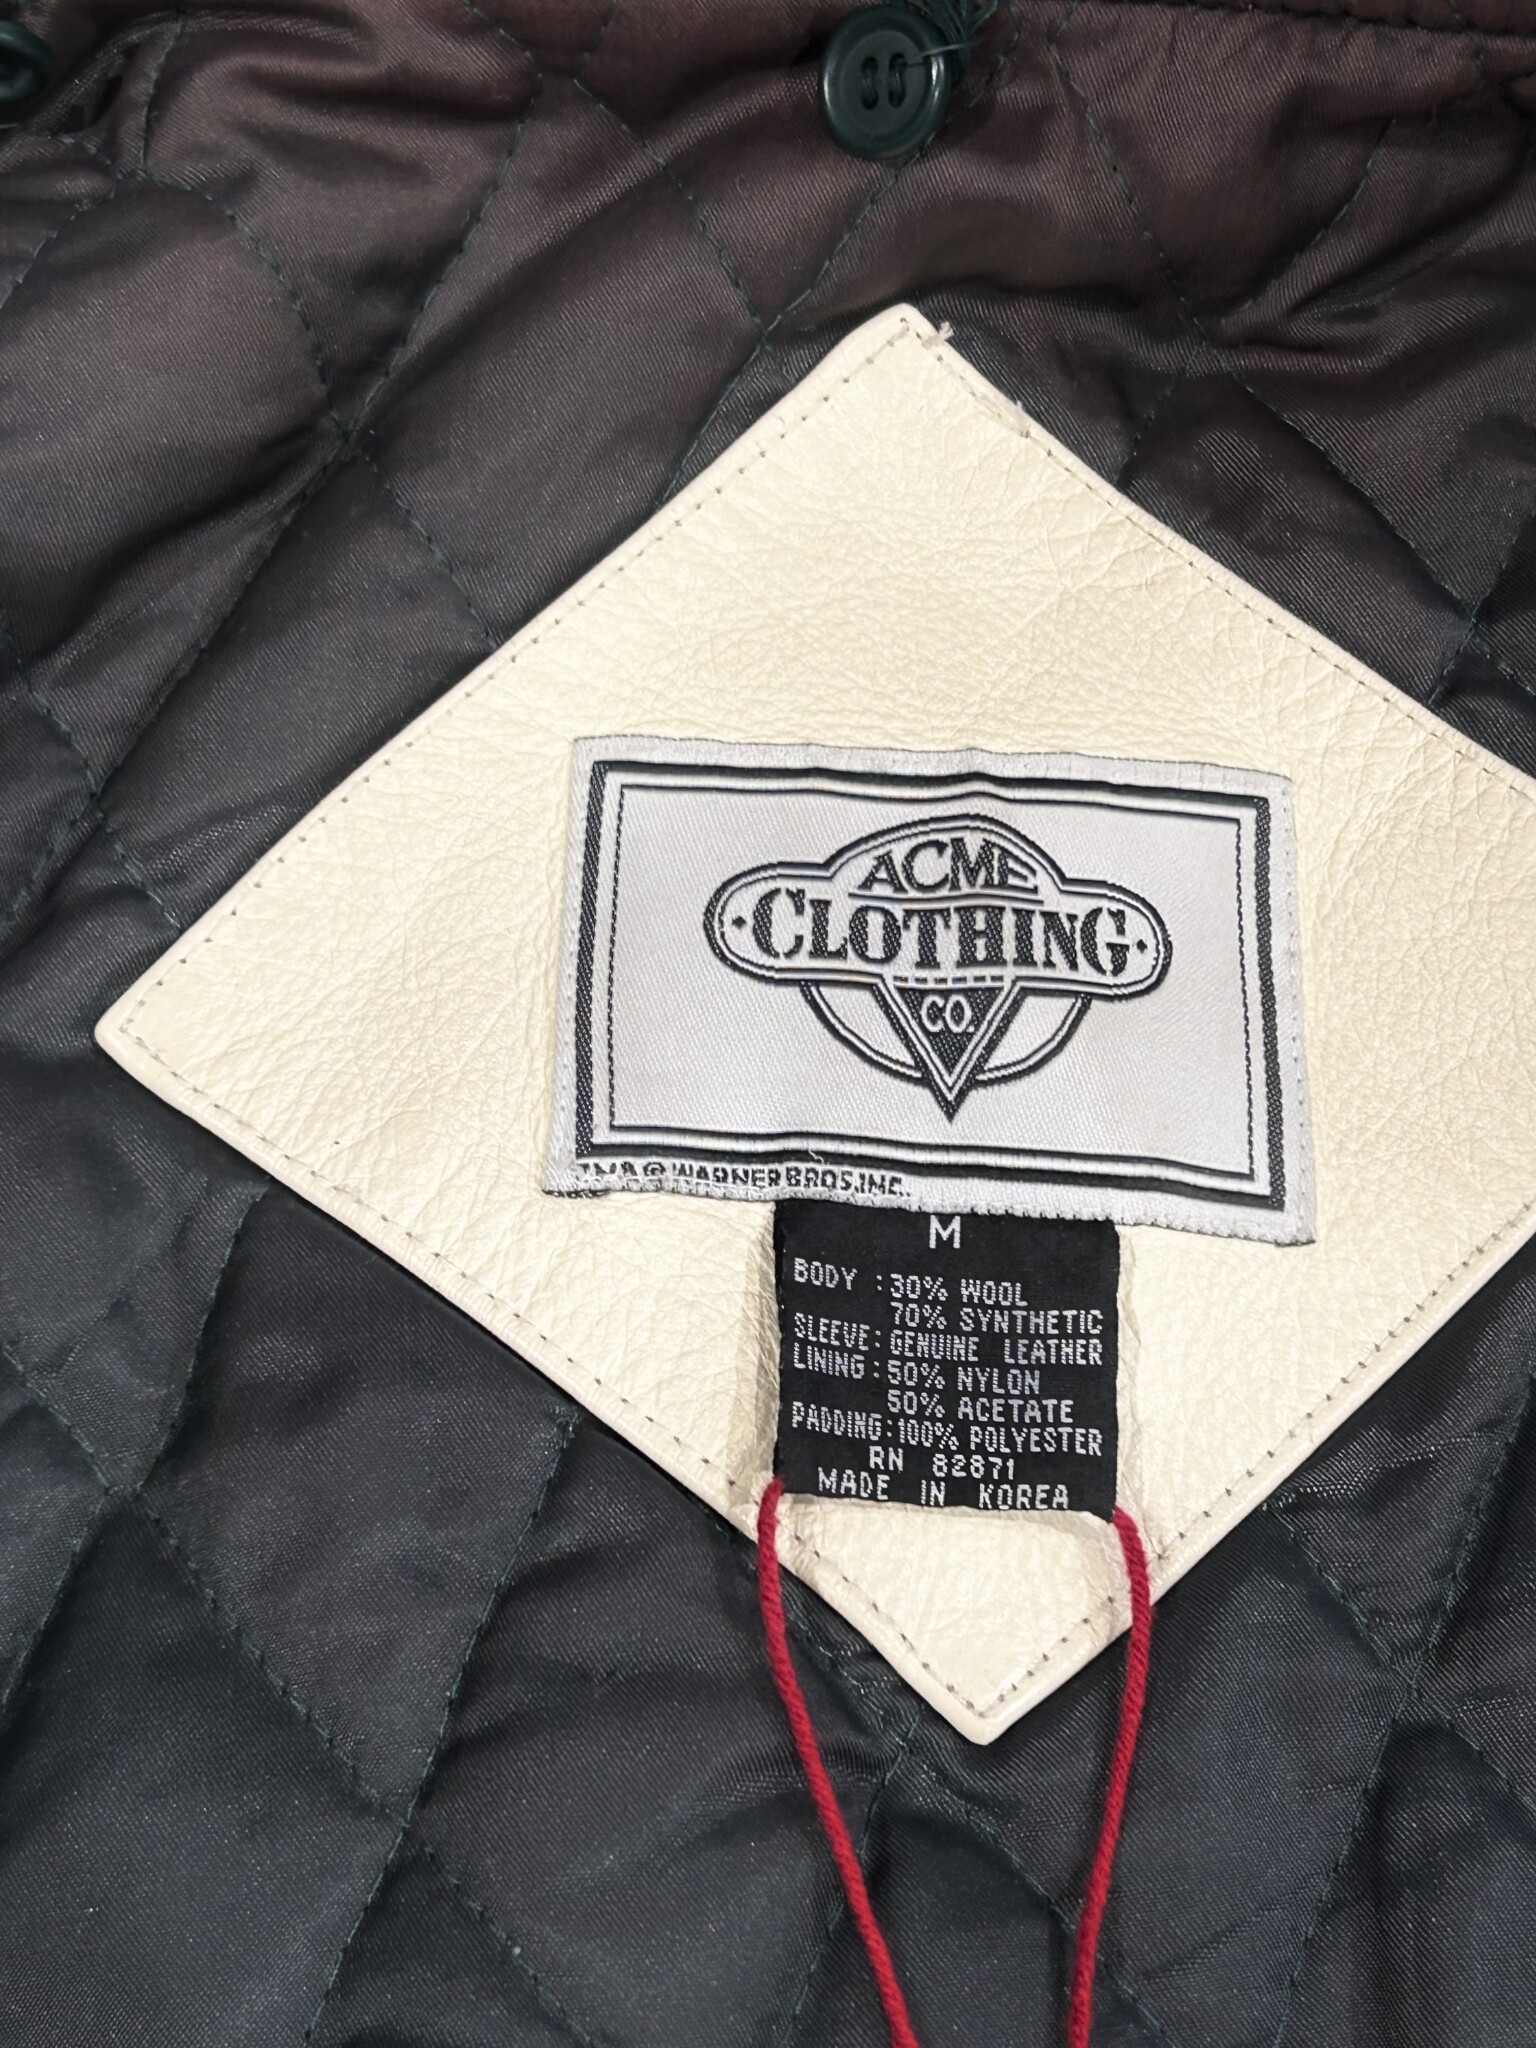 ACME
CLOTHING
CO.
TM & © WARNER BROS., INC.
M
BODY : 30% WOOL
70% SYNTHETIC
SLEEVE: GENUINE LEATHER
LINING : 50% NYLON
50% ACETATE
PADDING: 100% POLYESTER
RN 82871
MADE IN KOREA